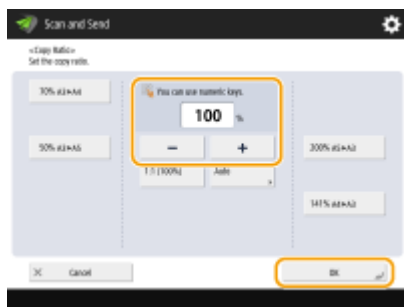 Scan and Send
<Copy Ratio>
Set the copy ratio.
70% A3▸A4
You can use numeric keys.
100 %
50% A3▸A5
−
+
200% A5▸A3
1:1 (100%)
Auto
141% A4▸A3
× Cancel
OK